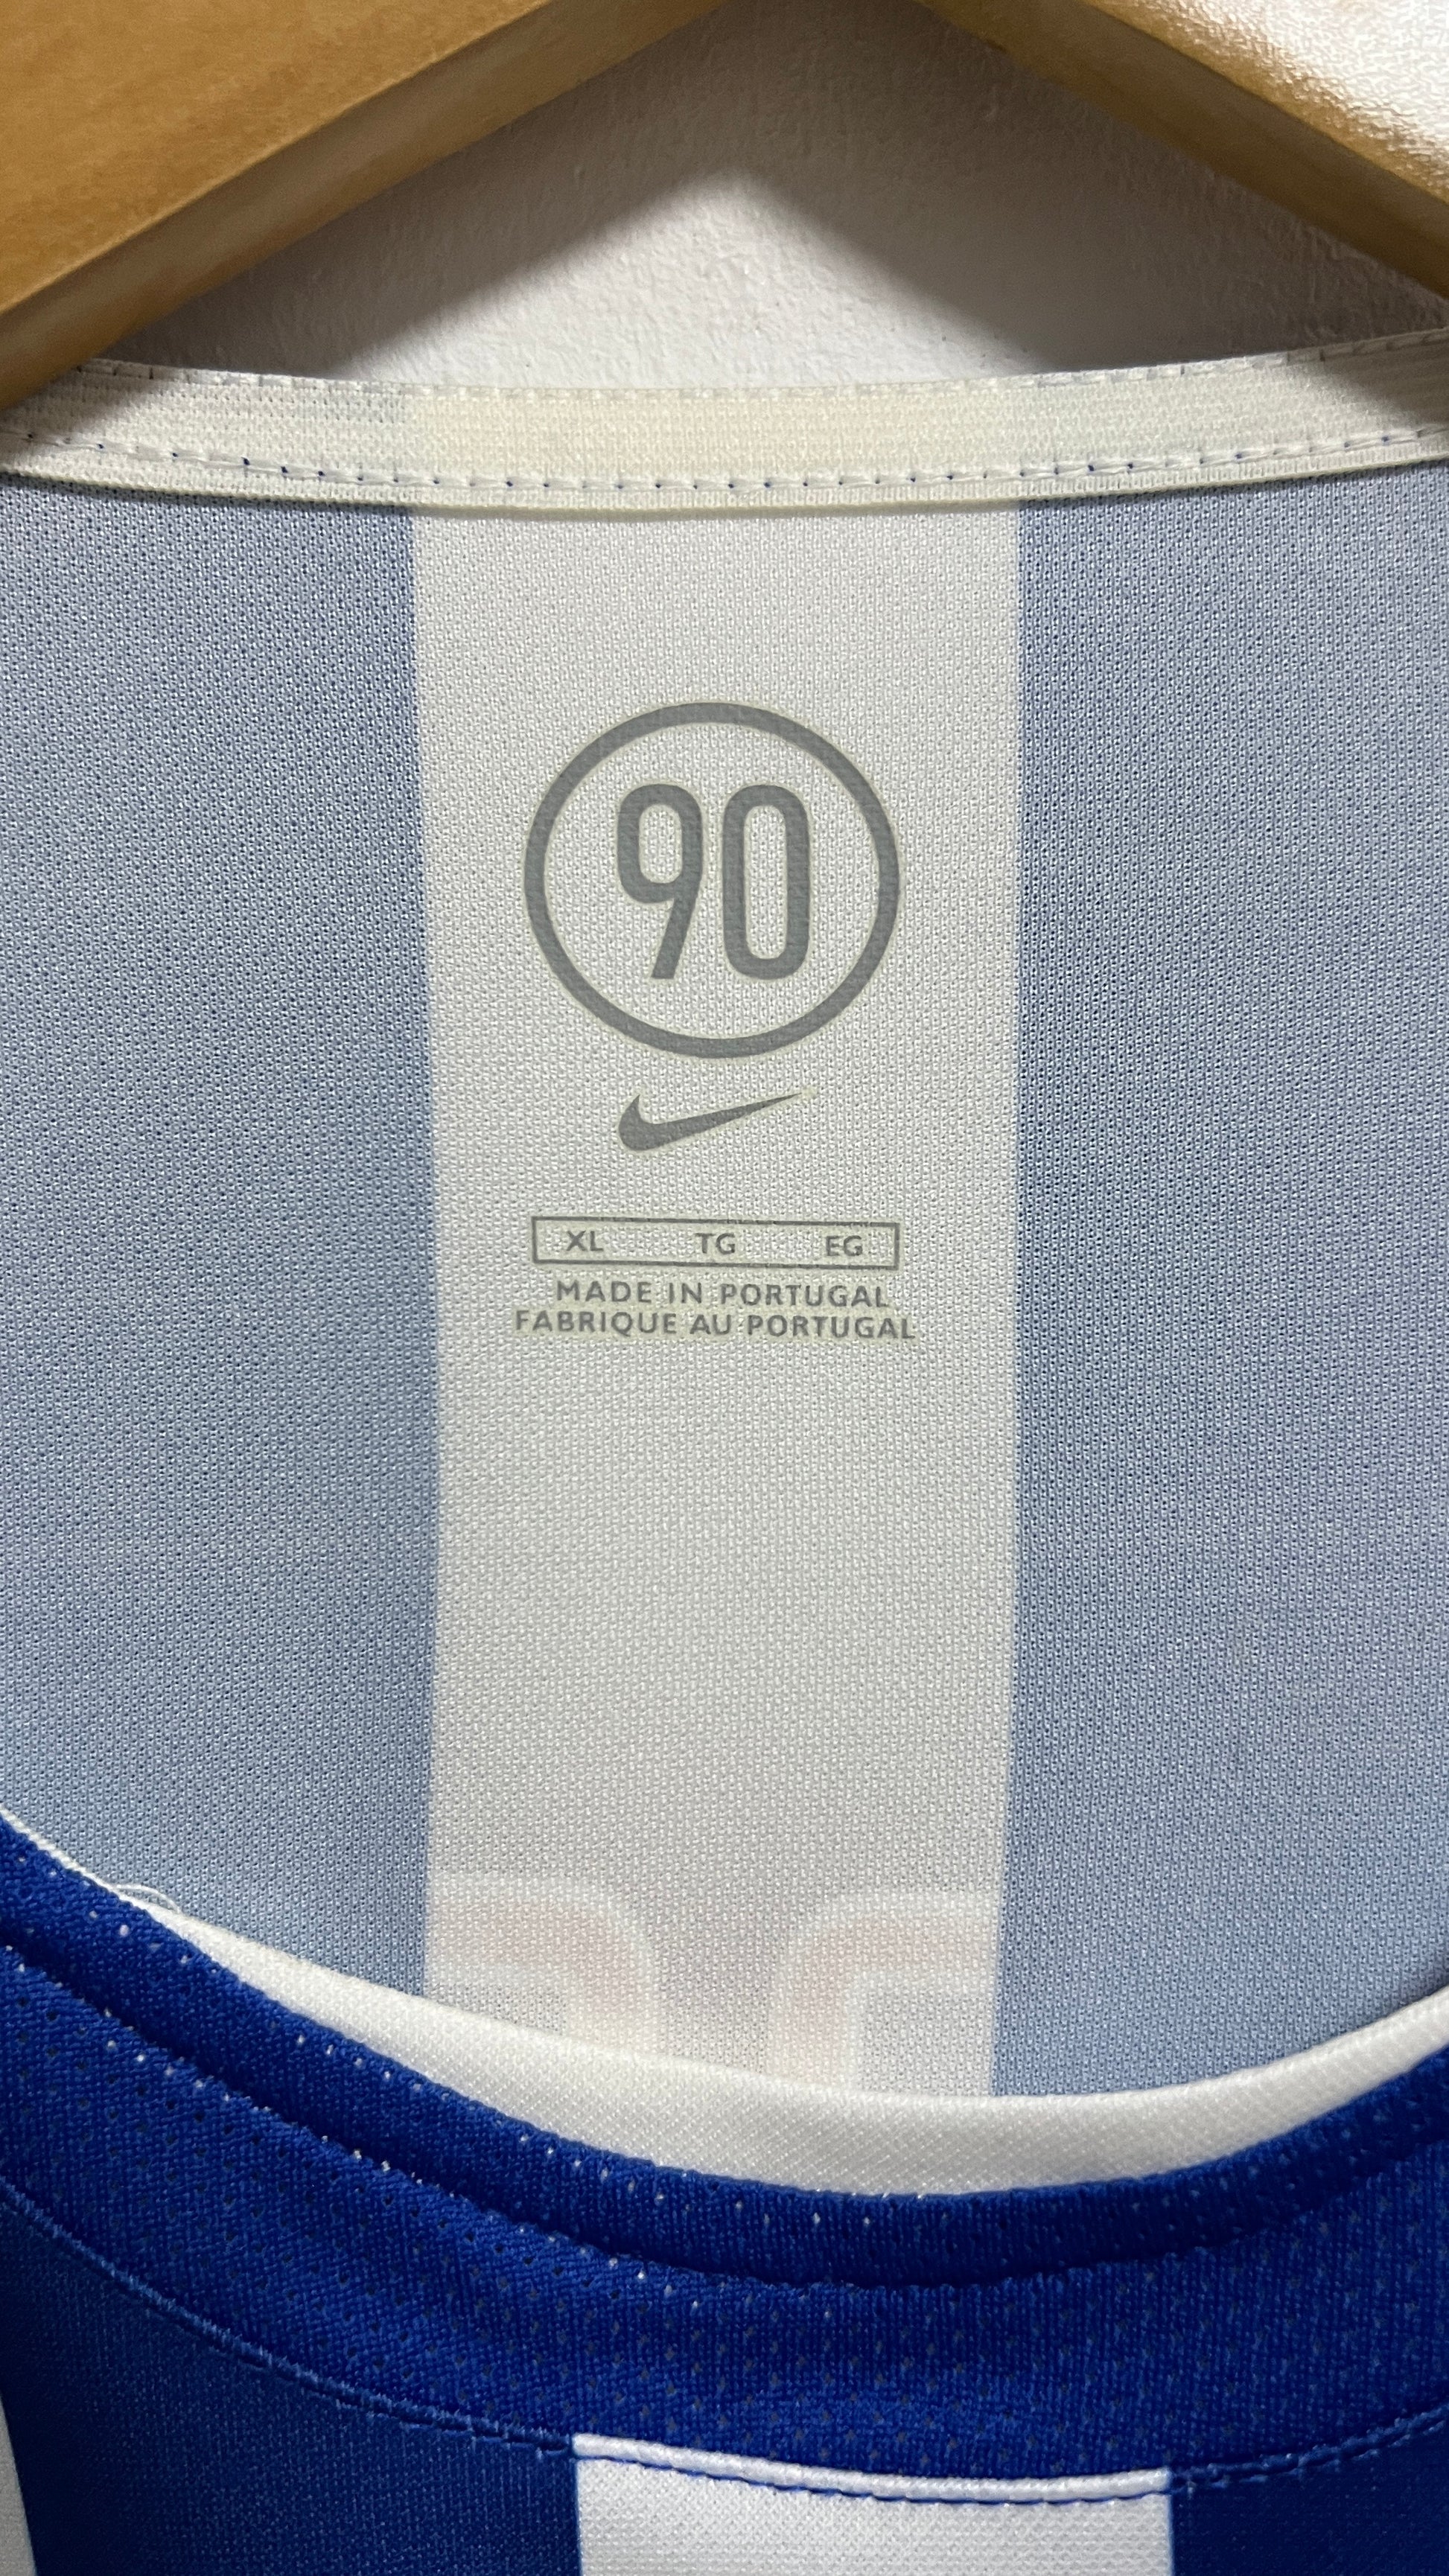 90
XL TG EG
MADE IN PORTUGAL
FABRIQUE AU PORTUGAL